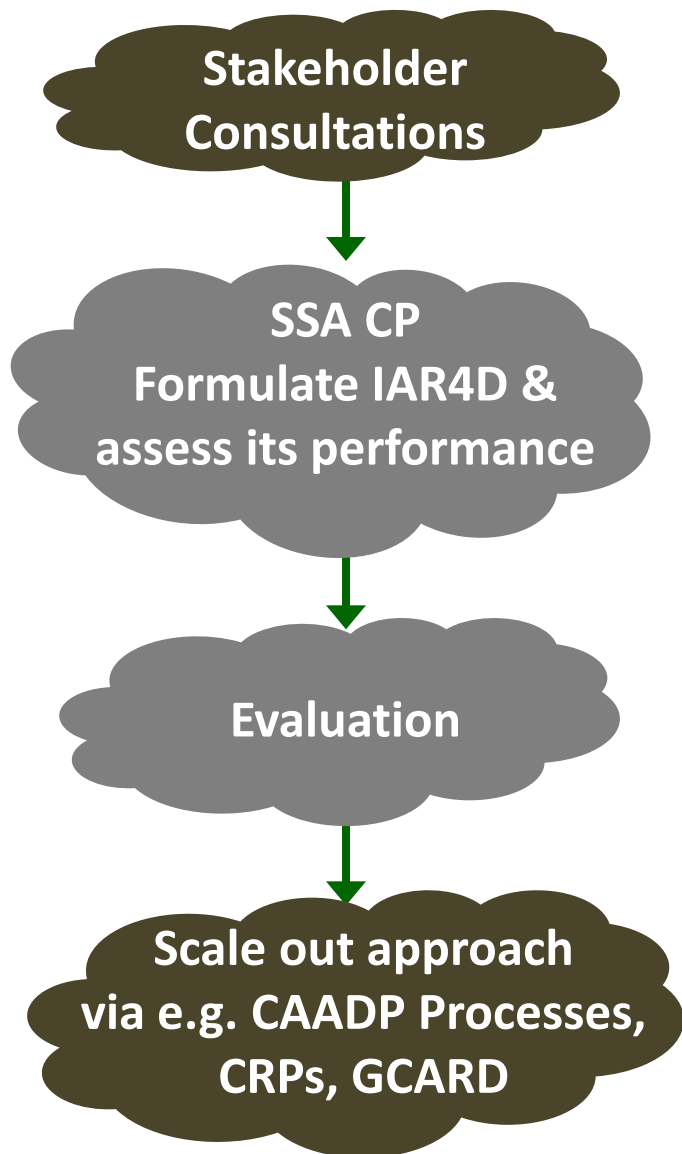 Stakeholder
Consultations
SSA CP
Formulate IAR4D &
assess its performance
Evaluation
Scale out approach
via e.g. CAADP Processes,
CRPs, GCARD